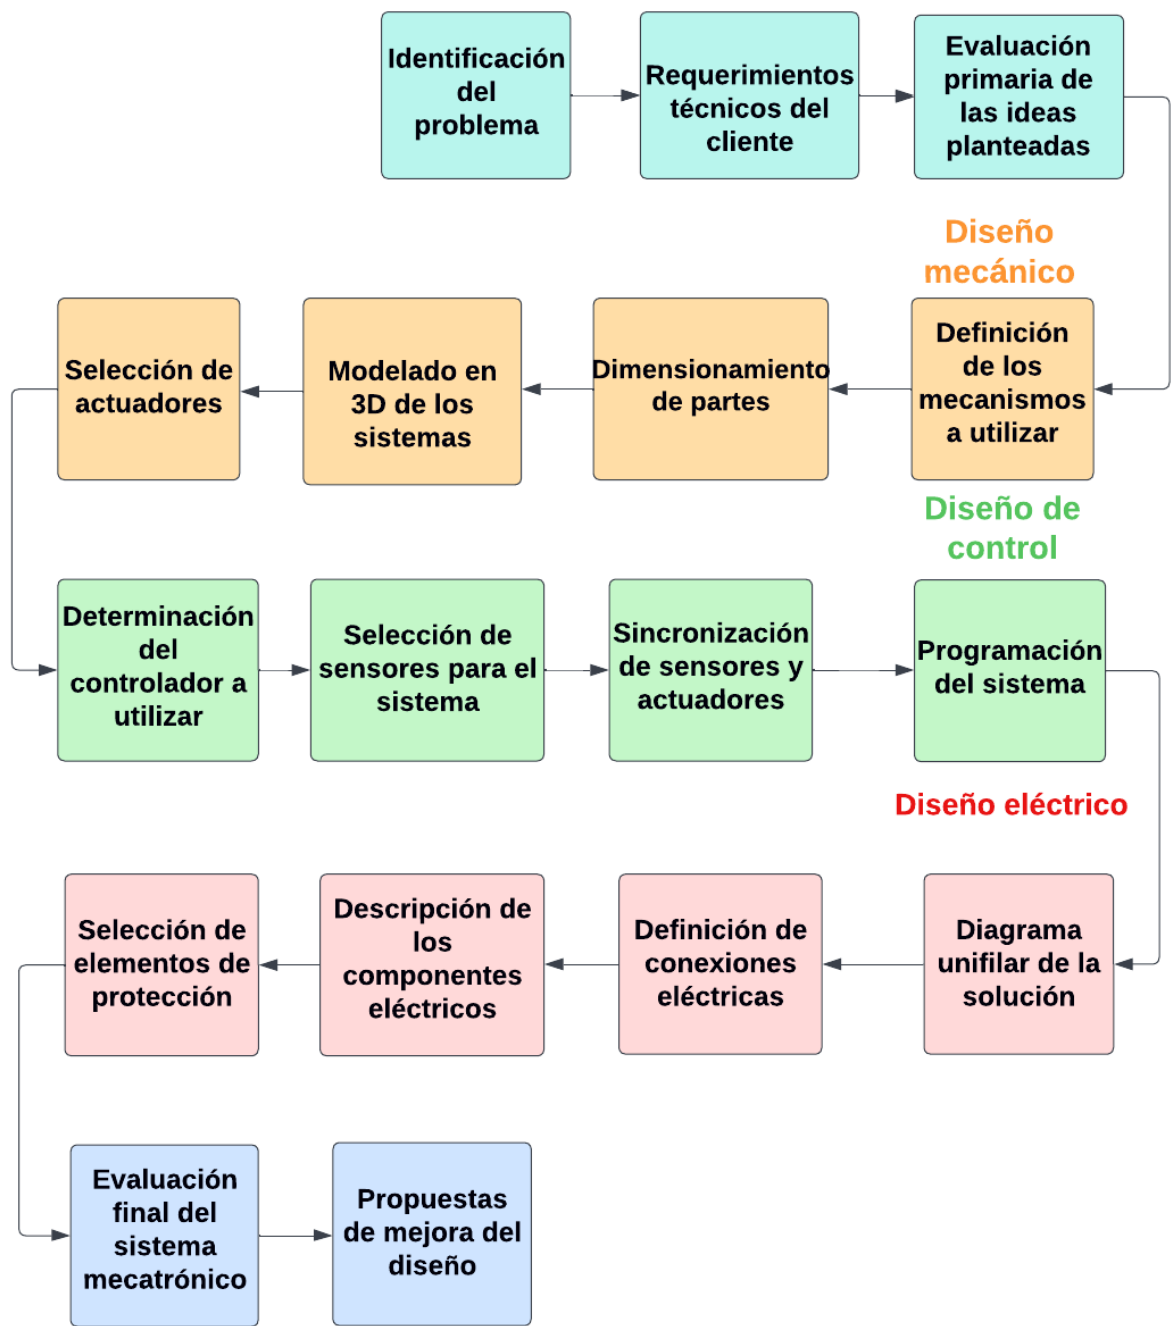 Identificación
del
problema
Requerimientos
técnicos del
cliente
Evaluación
primaria de
las ideas
planteadas
Diseño
mecánico
Definición
de los
mecanismos
a utilizar
Dimensionamiento
de partes
Modelado en
3D de los
sistemas
Selección de
actuadores
Diseño de
control
Determinación
del
controlador a
utilizar
Selección de
sensores para el
sistema
Sincronización
de sensores y
actuadores
Programación
del sistema
Diseño eléctrico
Diagrama
unifilar de la
solución
Definición de
conexiones
eléctricas
Descripción de
los
componentes
eléctricos
Selección de
elementos de
protección
Evaluación
final del
sistema
mecatrónico
Propuestas
de mejora del
diseño